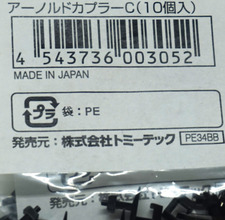 アーノルドカプラーC(10個入)
4 543736 003052
MADE IN JAPAN
プラ 袋：PE
発売元：株式会社トミーテック PE34BB